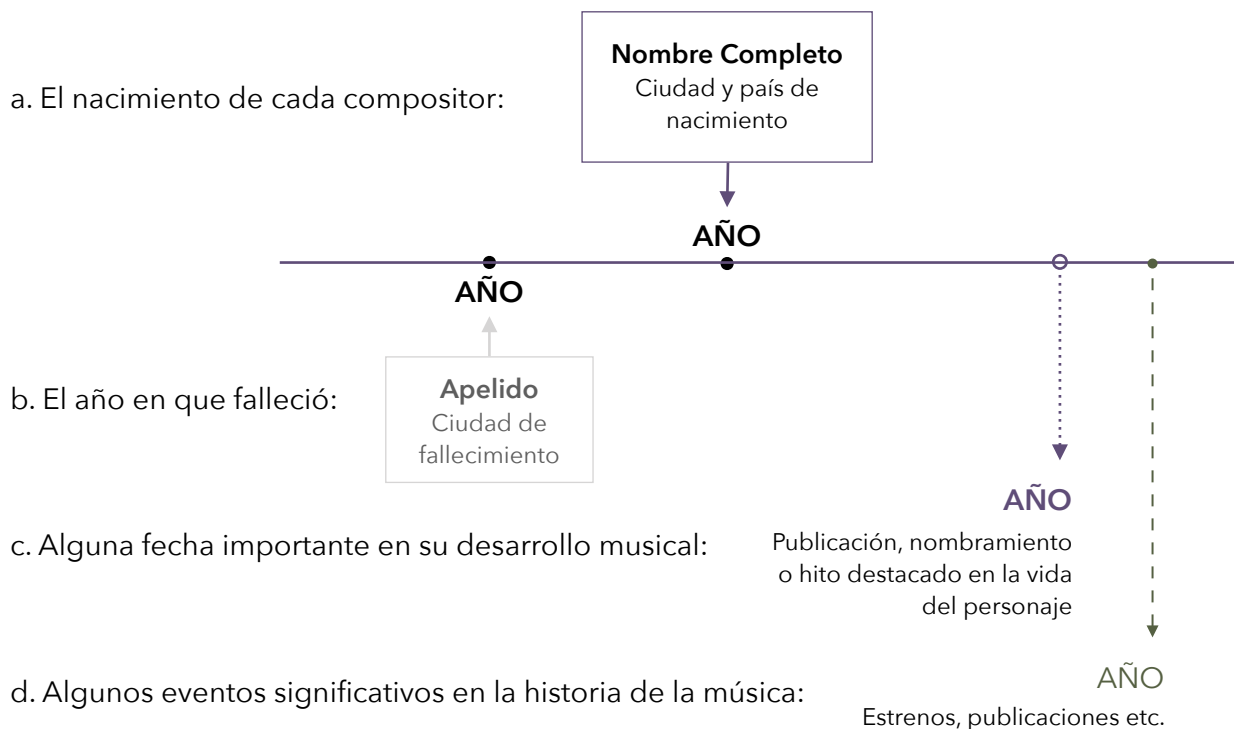 Nombre Completo
Ciudad y país de
nacimiento
a. El nacimiento de cada compositor:
AÑO
AÑO
b. El año en que falleció:
Apelido
Ciudad de
fallecimiento
AÑO
c. Alguna fecha importante en su desarrollo musical:
Publicación, nombramiento
o hito destacado en la vida
del personaje
d. Algunos eventos significativos en la historia de la música:
AÑO
Estrenos, publicaciones etc.